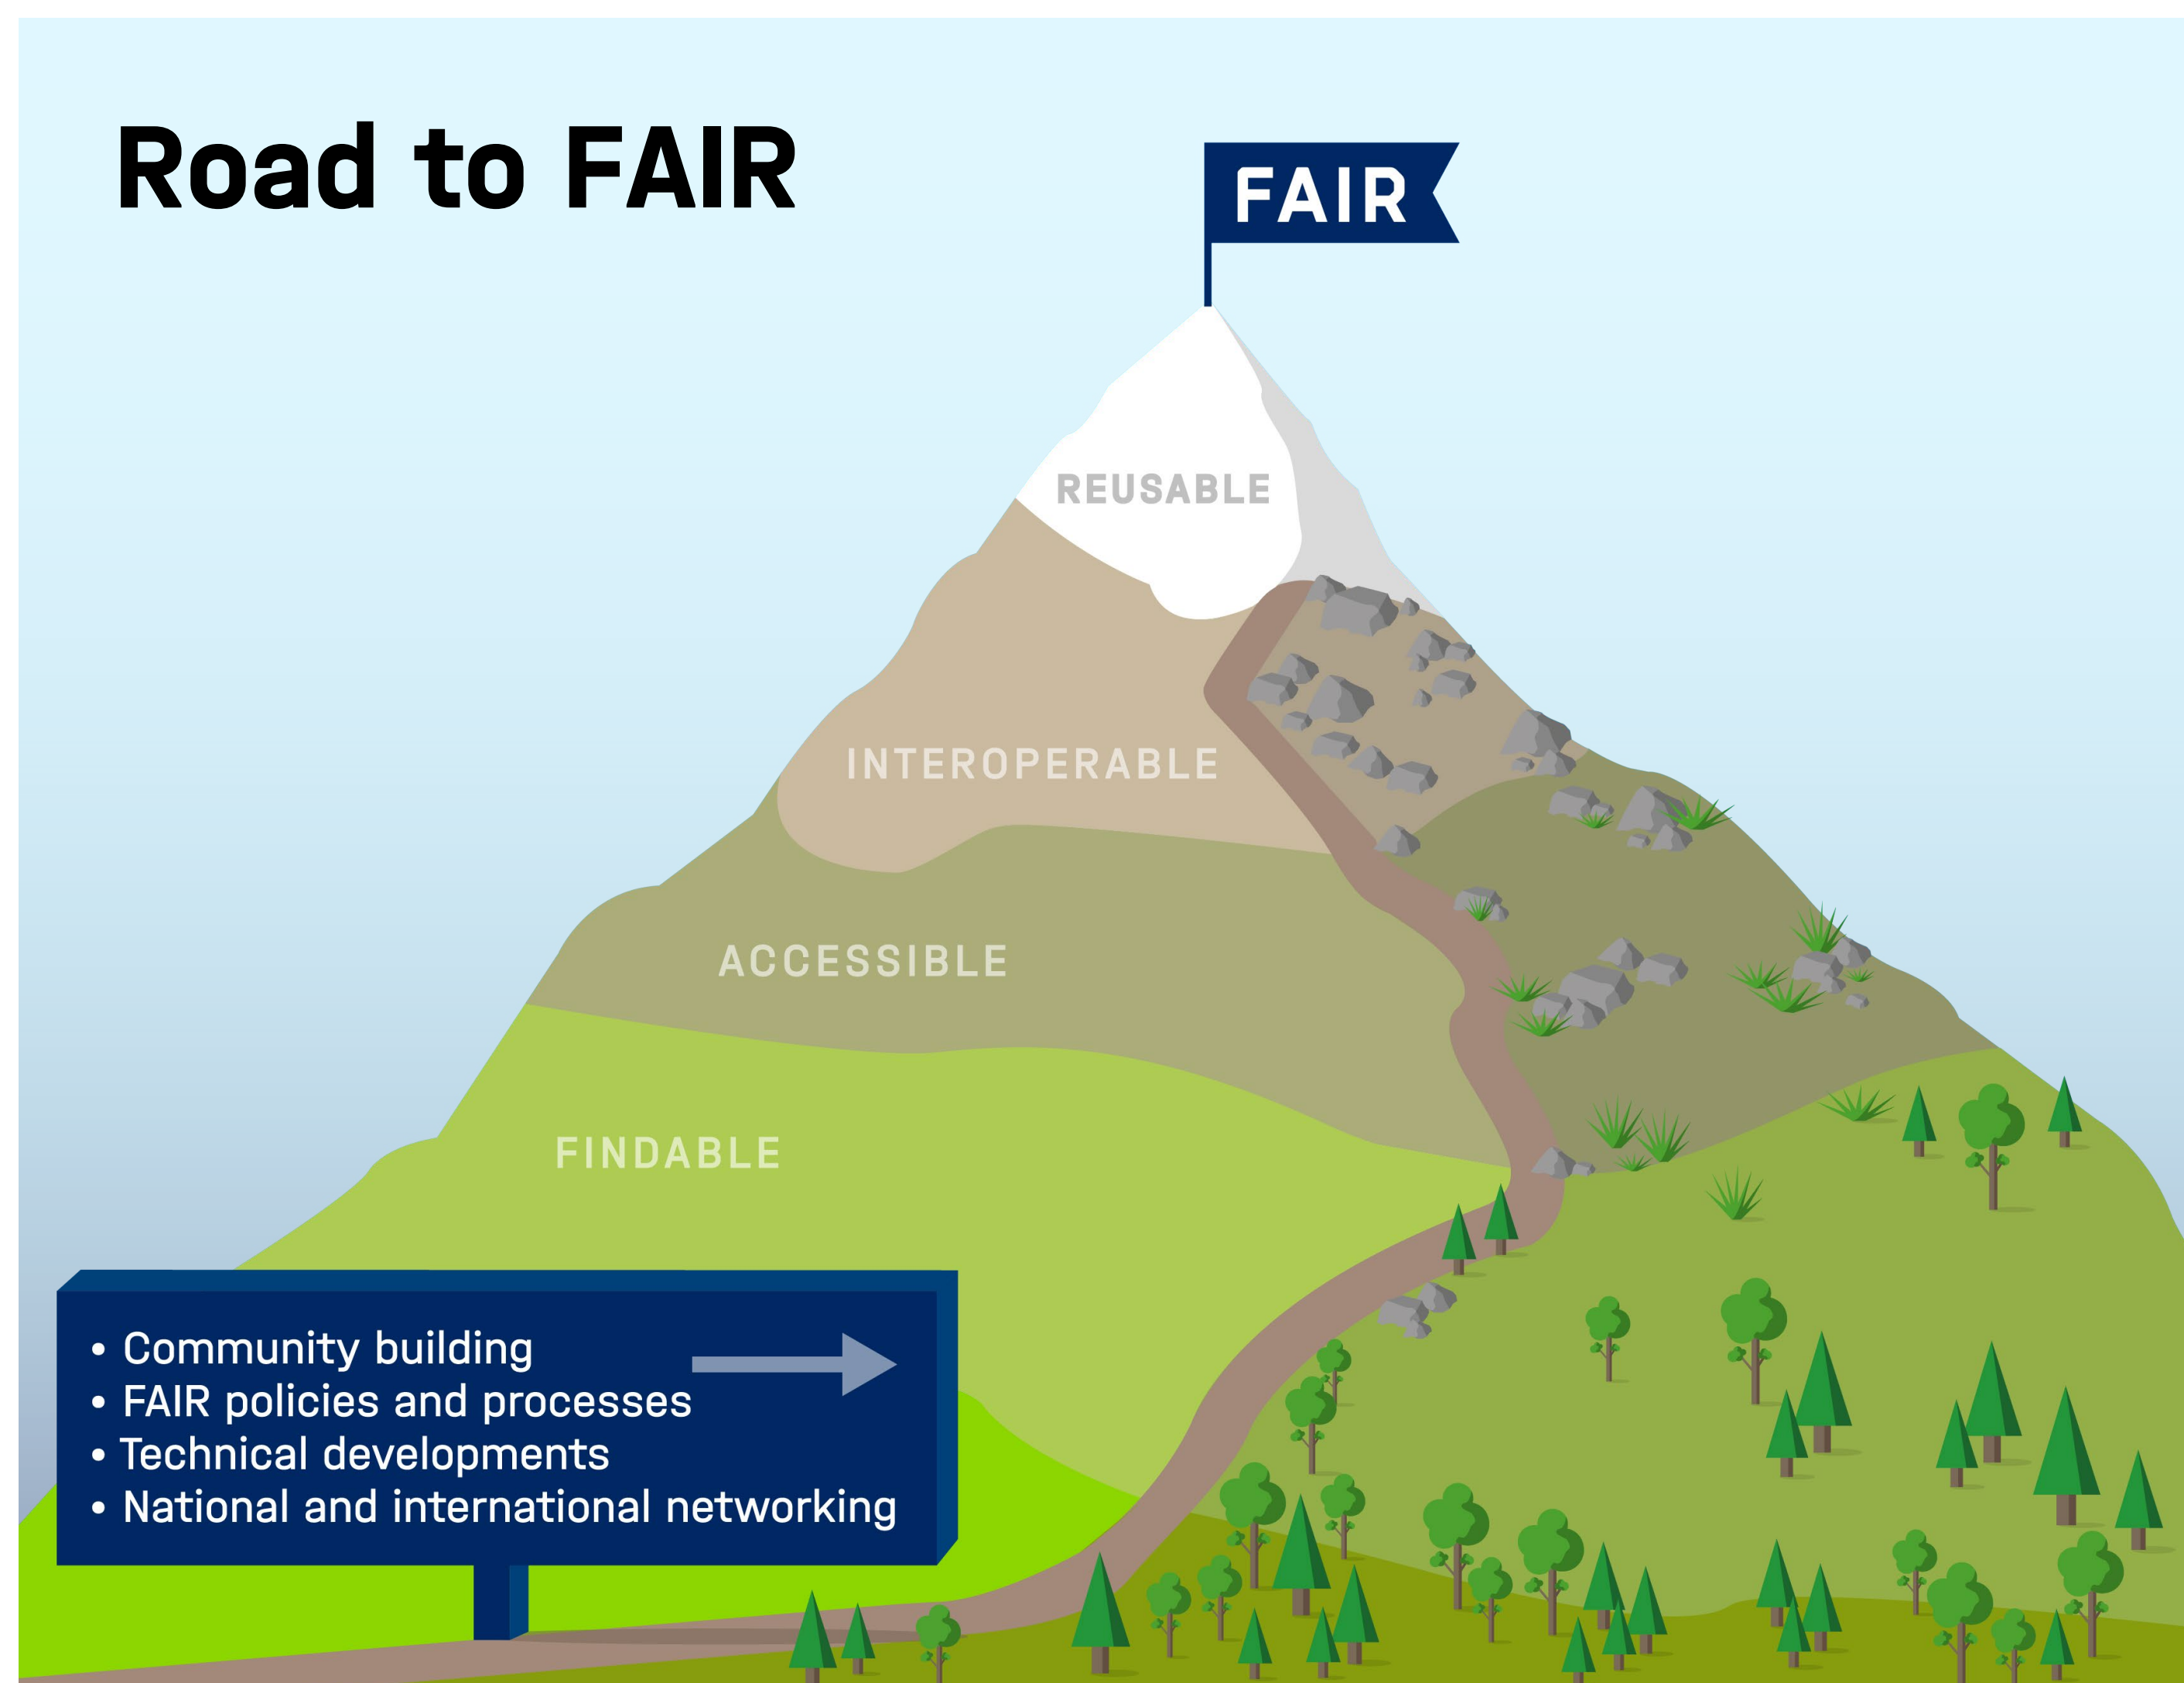 Road to FAIR
FAIR
REUSABLE
INTEROPERABLE
ACCESSIBLE
FINDABLE
• Community building
• FAIR policies and processes
• Technical developments
• National and international networking